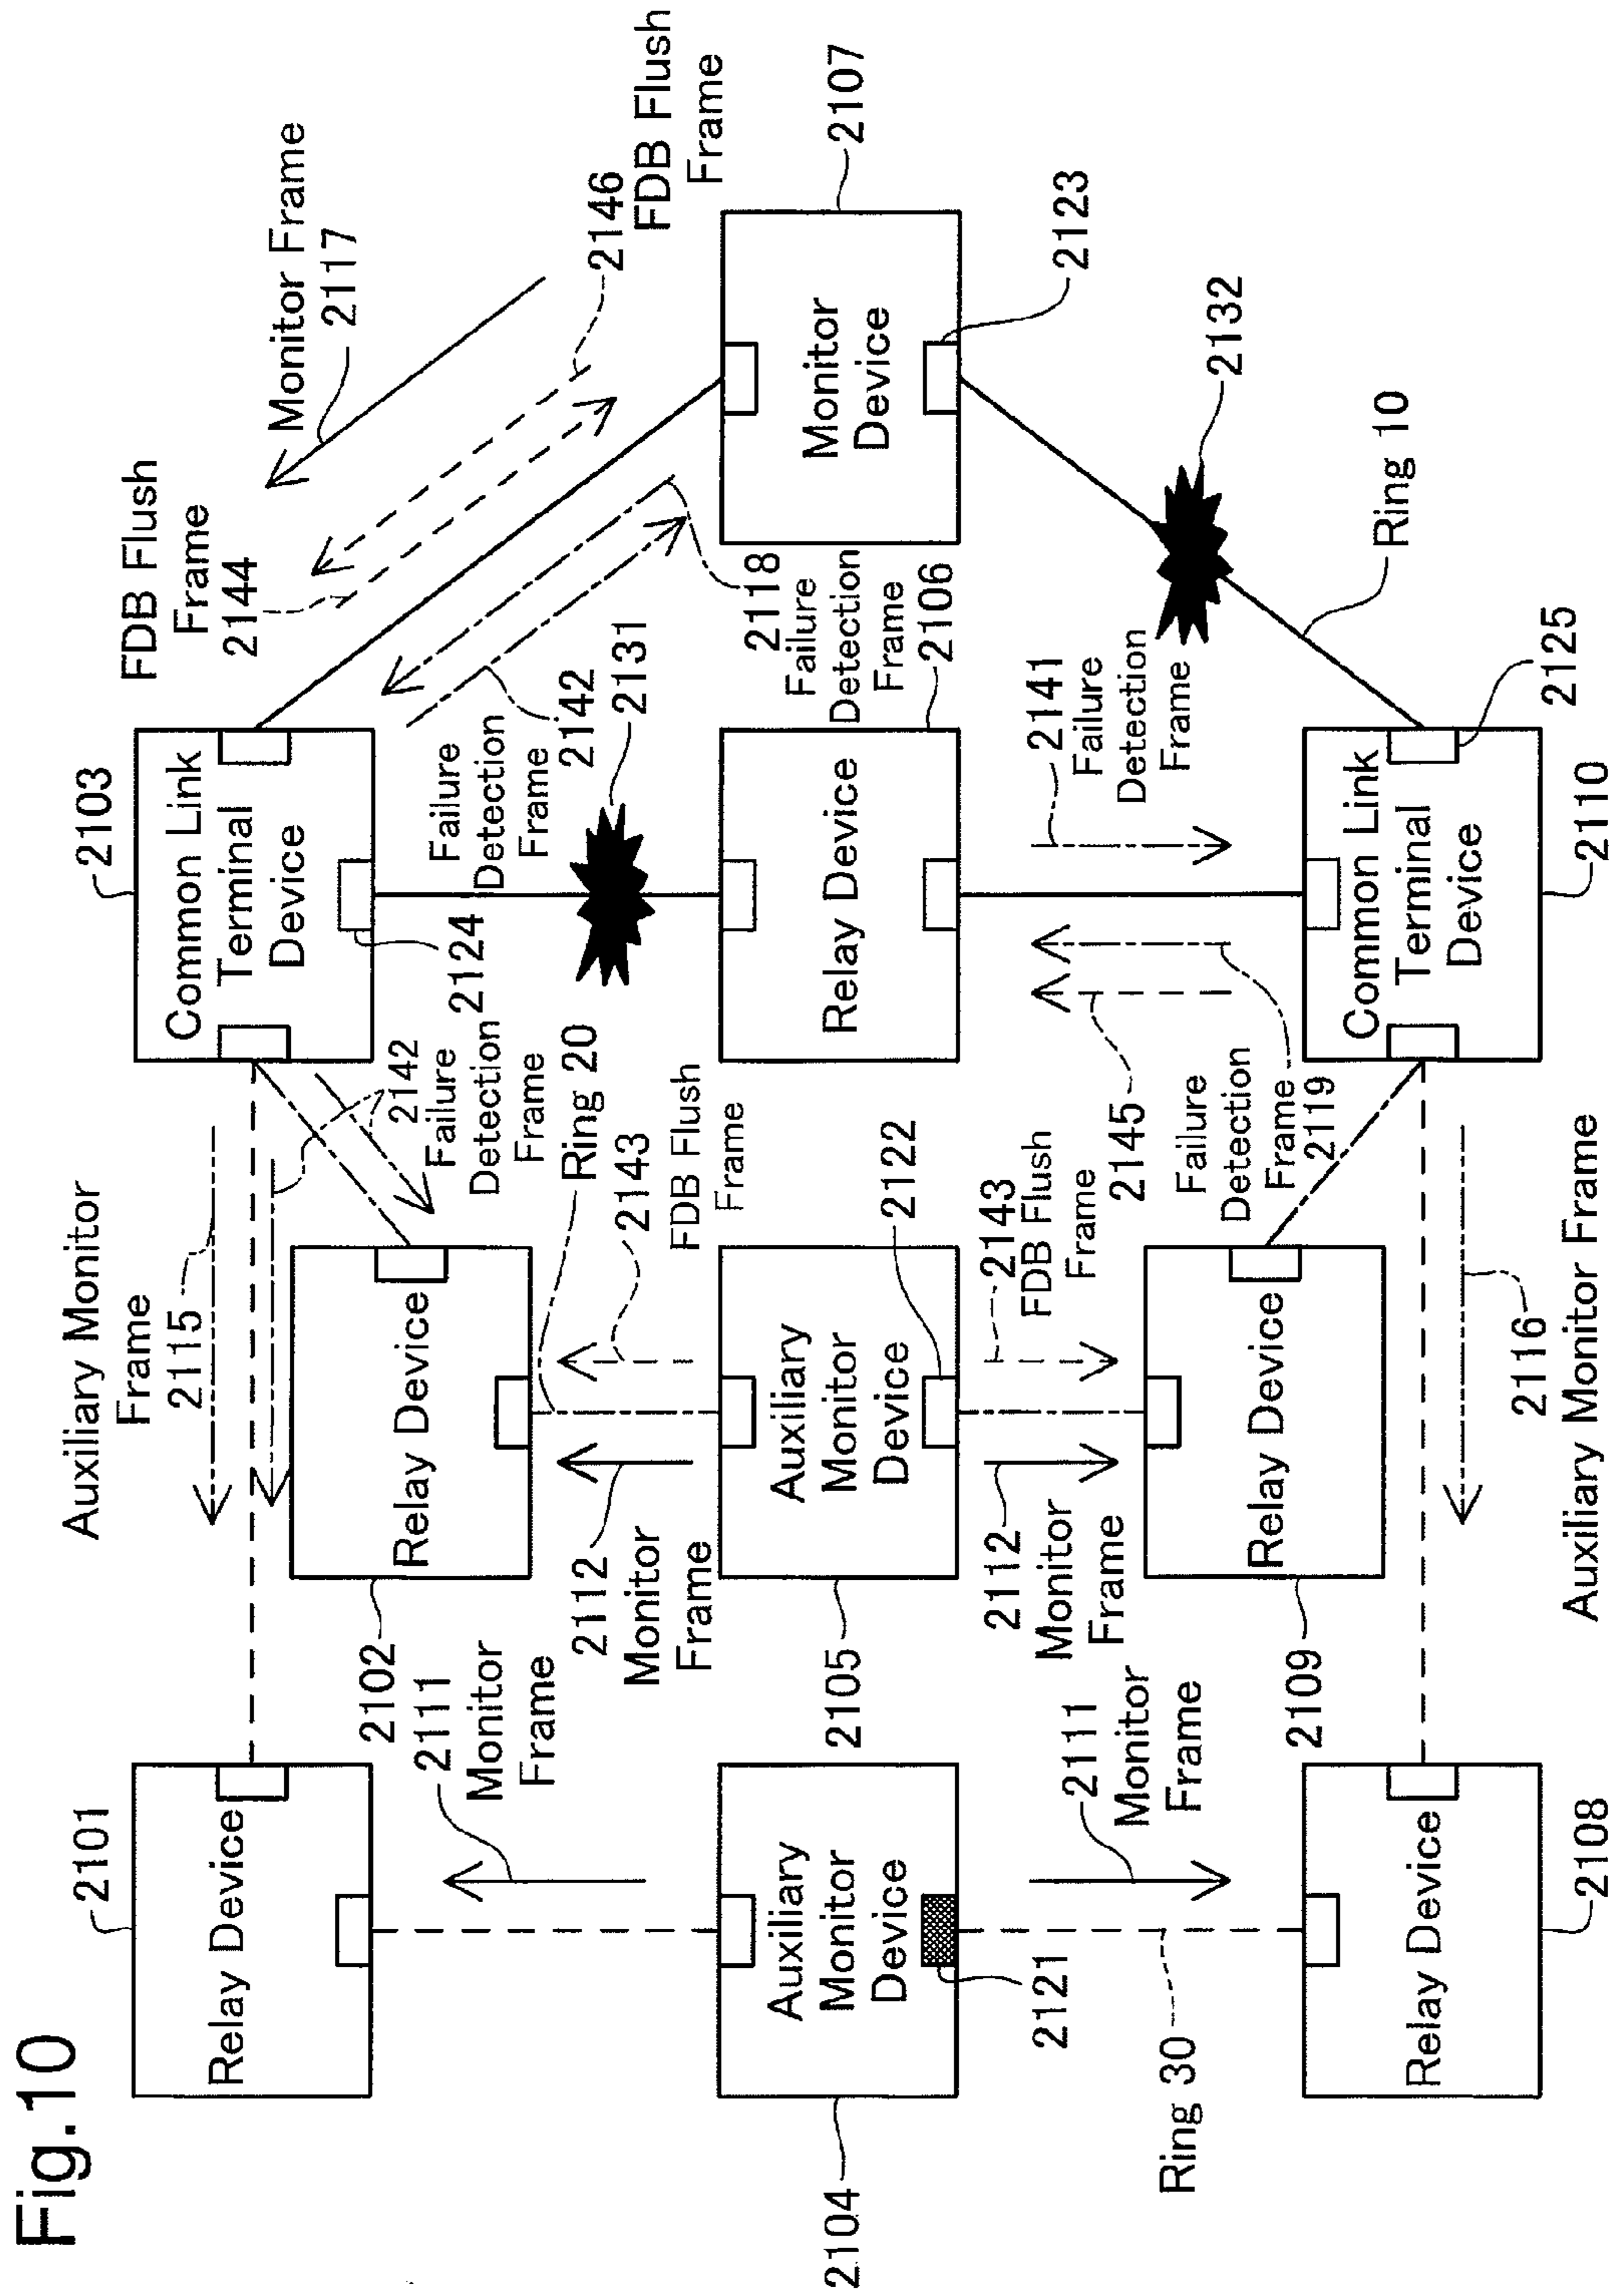 Fig.10
2101
Relay Device
Auxiliary Monitor
Frame
2115
2142
Failure
Detection
Frame
2103
Common Link
Terminal
Device
2124
FDB Flush
Frame
2144
Monitor Frame
2117
2146
FDB Flush
Frame
2102
Relay Device
2111
Monitor
Frame
2112
Monitor
Frame
Ring 20
2143
FDB Flush
Frame
Failure
Detection
Frame
2142
2131
2118
Failure
Detection
Frame
2106
2107
Monitor
Device
2123
2104
Auxiliary
Monitor
Device
2121
2105
Auxiliary
Monitor
Device
2122
Relay Device
2132
Ring 30
2111
Monitor
Frame
2112
Monitor
Frame
2143
FDB Flush
Frame
2145
Failure
Detection
Frame
2119
2141
Failure
Detection
Frame
Ring 10
Relay Device
2108
Relay Device
2109
2116
Auxiliary Monitor Frame
Common Link
Terminal
Device
2110
2125